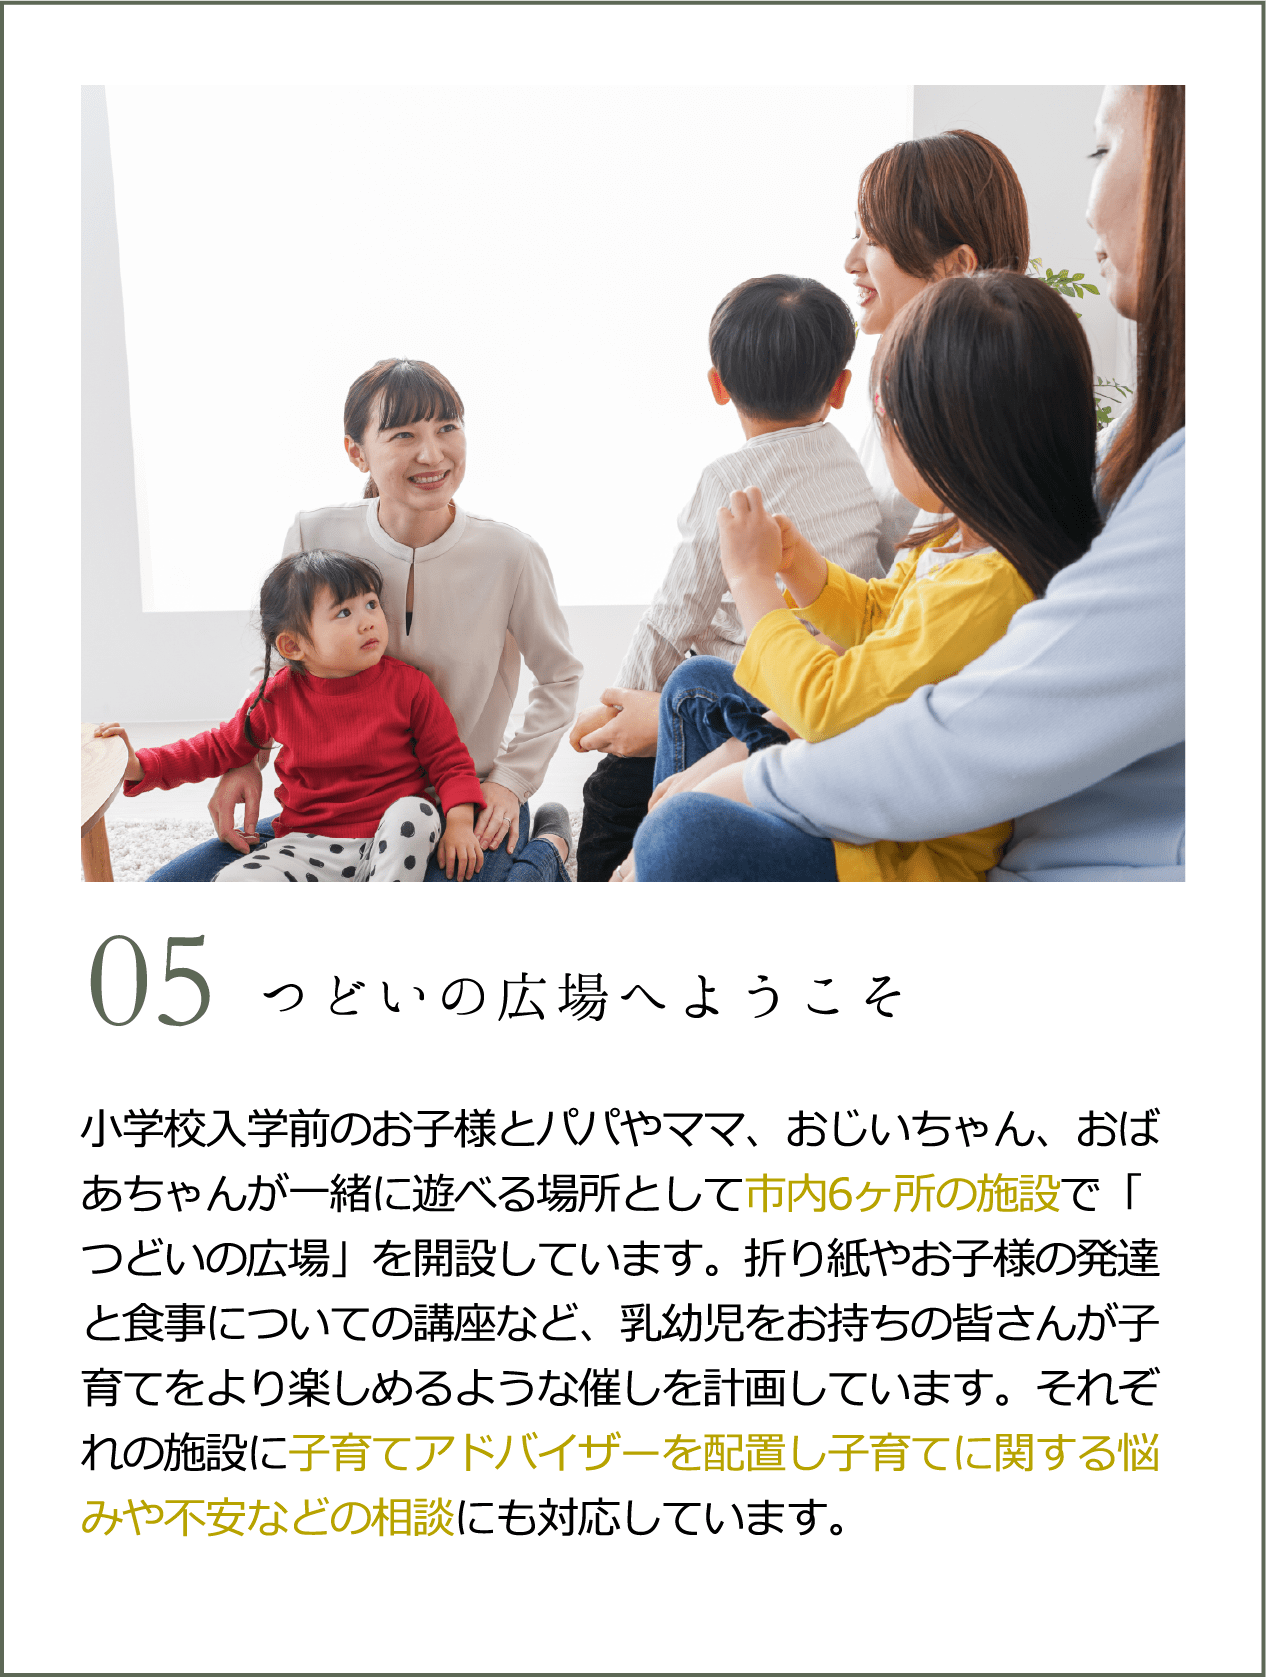 05 つどいの広場へようこそ
小学校入学前のお子様とパパやママ、おじいちゃん、おば
あちゃんが一緒に遊べる場所として市内6ヶ所の施設で「
つどいの広場」を開設しています。折り紙やお子様の発達
と食事についての講座など、乳幼児をお持ちの皆さんが子
育てをより楽しめるような催しを計画しています。それぞ
れの施設に子育てアドバイザーを配置し子育てに関する悩
みや不安などの相談にも対応しています。